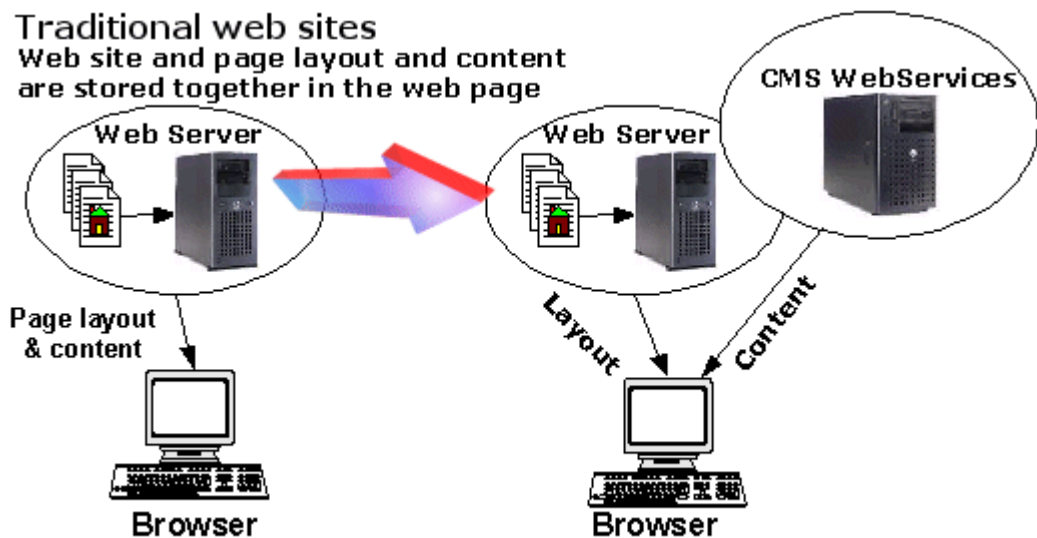 Traditional web sites
Web site and page layout and content
are stored together in the web page
Web Server
Page layout
& content
Browser
Web Server
CMS WebServices
Layout
Content
Browser